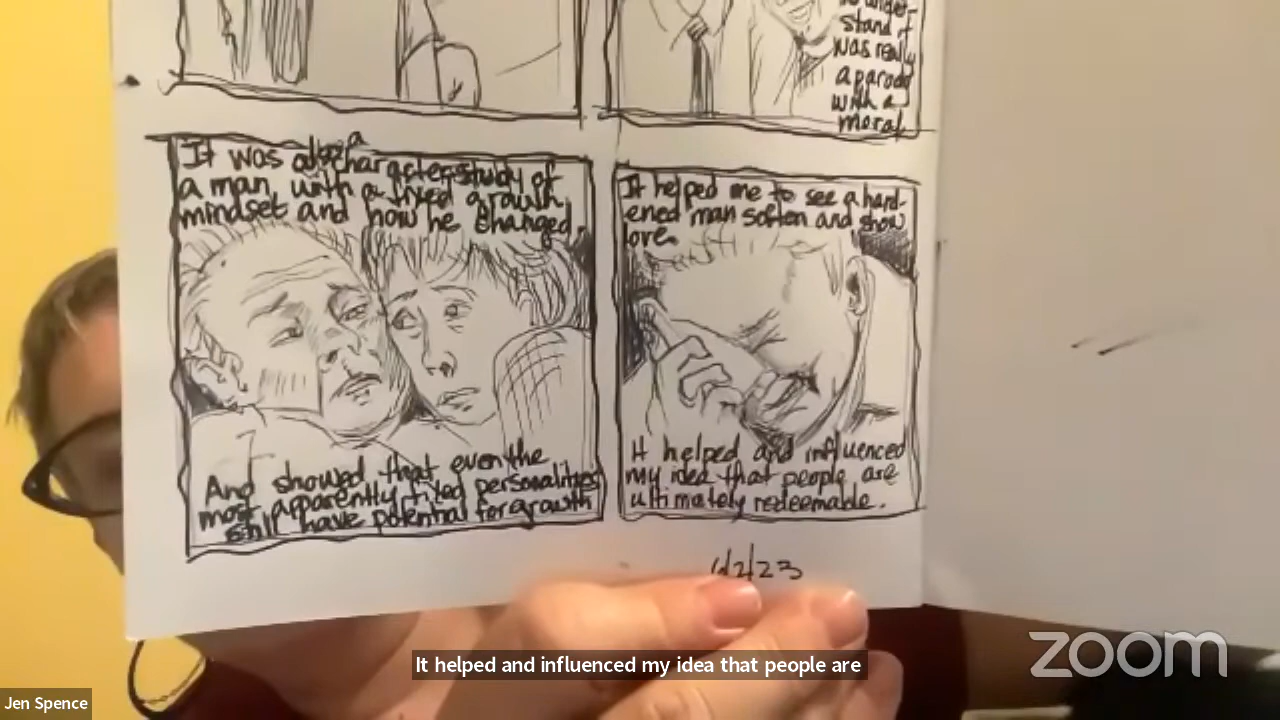 to under-
stand it
was really
a parody
with a
moral.
It was also a character study of
a man with a fixed growth
mindset and how he changed.
And showed that even the
most apparently fixed personalities
still have potential for growth
It helped me to see a hard-
ened man soften and show
love.
It helped and influenced
my idea that people are
ultimately redeemable.
6/2/23
It helped and influenced my idea that people are
zoom
Jen Spence